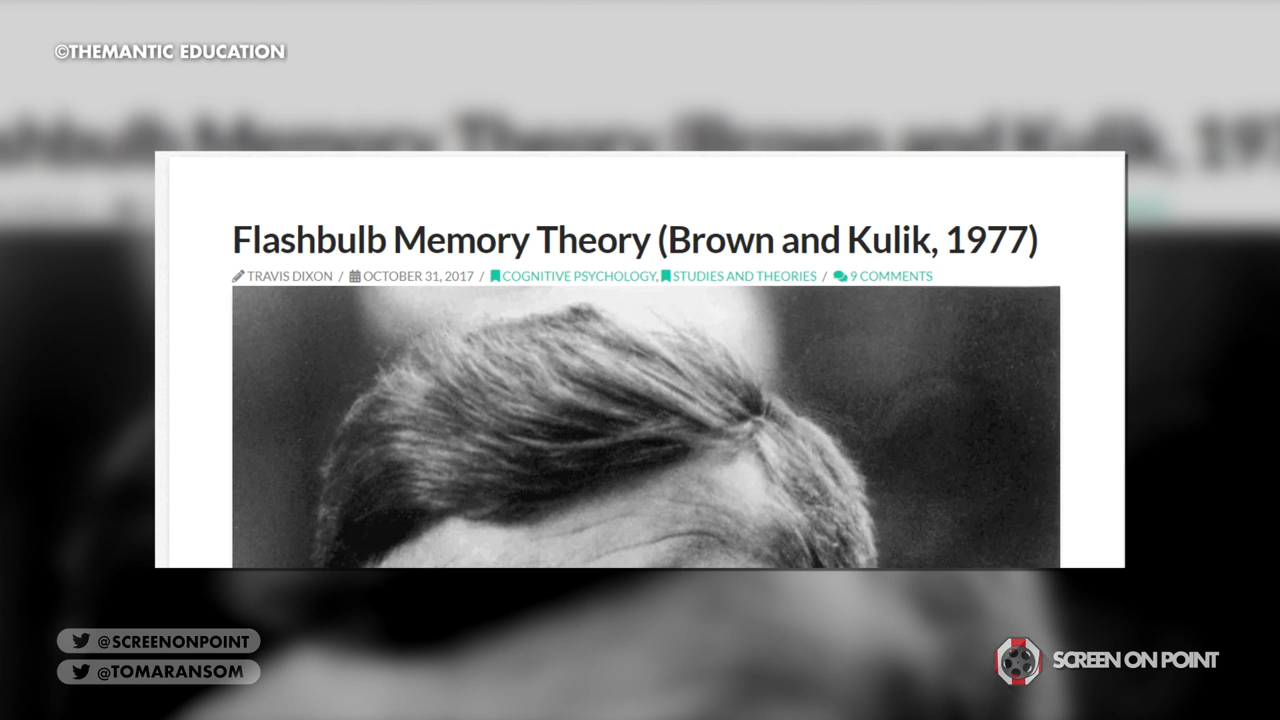 ©THEMANTIC EDUCATION
Flashbulb Memory Theory (Brown and Kulik, 1977)
TRAVIS DIXON / OCTOBER 31, 2017 / COGNITIVE PSYCHOLOGY, STUDIES AND THEORIES / 9 COMMENTS
@SCREENONPOINT
@TOMARANSOM
SCREEN ON POINT